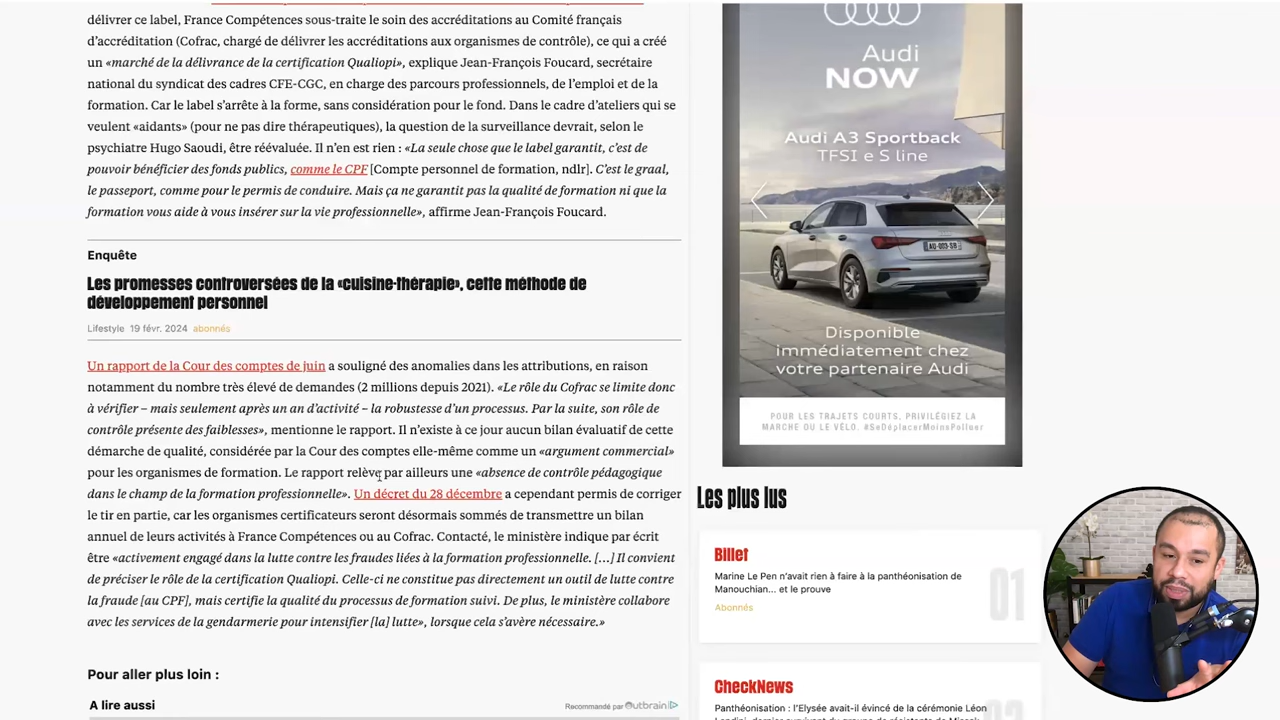 délivrer ce label, France Compétences sous-traite le soin des accréditations au Comité français
d’accréditation (Cofrac, chargé de délivrer les accréditations aux organismes de contrôle), ce qui a créé
un «marché de la délivrance de la certification Qualiopi», explique Jean-François Foucard, secrétaire
national du syndicat des cadres CFE-CGC, en charge des parcours professionnels, de l’emploi et de la
formation. Car le label s’arrête à la forme, sans considération pour le fond. Dans le cadre d’ateliers qui se
veulent «aidants» (pour ne pas dire thérapeutiques), la question de la surveillance devrait, selon le
psychiatre Hugo Saoudi, être réévaluée. Il n’en est rien : «La seule chose que le label garantit, c’est de
pouvoir bénéficier des fonds publics, comme le CPF [Compte personnel de formation, ndlr]. C’est le graal,
le passeport, comme pour le permis de conduire. Mais ça ne garantit pas la qualité de formation ni que la
formation vous aide à vous insérer sur la vie professionnelle», affirme Jean-François Foucard.
Enquête
Les promesses controversées de la «cuisine-thérapie», cette méthode de
développement personnel
Lifestyle 19 févr. 2024 abonnés
Un rapport de la Cour des comptes de juin a souligné des anomalies dans les attributions, en raison
notamment du nombre très élevé de demandes (2 millions depuis 2021). «Le rôle du Cofrac se limite donc
à vérifier – mais seulement après un an d’activité – la robustesse d’un processus. Par la suite, son rôle de
contrôle présente des faiblesses», mentionne le rapport. Il n’existe à ce jour aucun bilan évaluatif de cette
démarche de qualité, considérée par la Cour des comptes elle-même comme un «argument commercial»
pour les organismes de formation. Le rapport relève par ailleurs une «absence de contrôle pédagogique
dans le champ de la formation professionnelle». Un décret du 28 décembre a cependant permis de corriger
le tir en partie, car les organismes certificateurs seront désormais sommés de transmettre un bilan
annuel de leurs activités à France Compétences ou au Cofrac. Contacté, le ministère indique par écrit
être «activement engagé dans la lutte contre les fraudes liées à la formation professionnelle. […] Il convient
de préciser le rôle de la certification Qualiopi. Celle-ci ne constitue pas directement un outil de lutte contre
la fraude [au CPF], mais certifie la qualité du processus de formation suivi. De plus, le ministère collabore
avec les services de la gendarmerie pour intensifier [la] lutte», lorsque cela s’avère nécessaire.»
Pour aller plus loin :
A lire aussi
Recommandé par Outbrain
Audi
NOW
Audi A3 Sportback
TFSI e S line
AU-003-SB
Disponible
immédiatement chez
votre partenaire Audi
POUR LES TRAJETS COURTS, PRIVILÉGIEZ LA
MARCHE OU LE VÉLO. #SeDéplacerMoinsPolluer
Les plus lus
Billet
Marine Le Pen n’avait rien à faire à la panthéonisation de
Manouchian... et le prouve
Abonnés
01
CheckNews
Panthéonisation : l’Elysée avait-il évincé de la cérémonie Léon